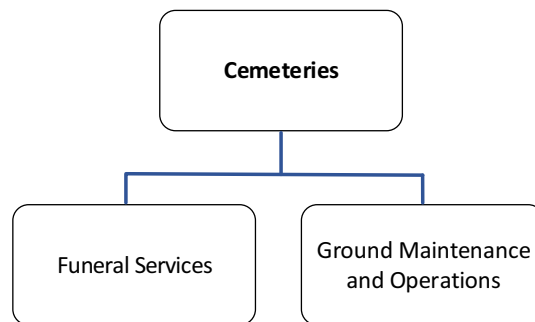 Cemeteries
Funeral Services
Ground Maintenance
and Operations